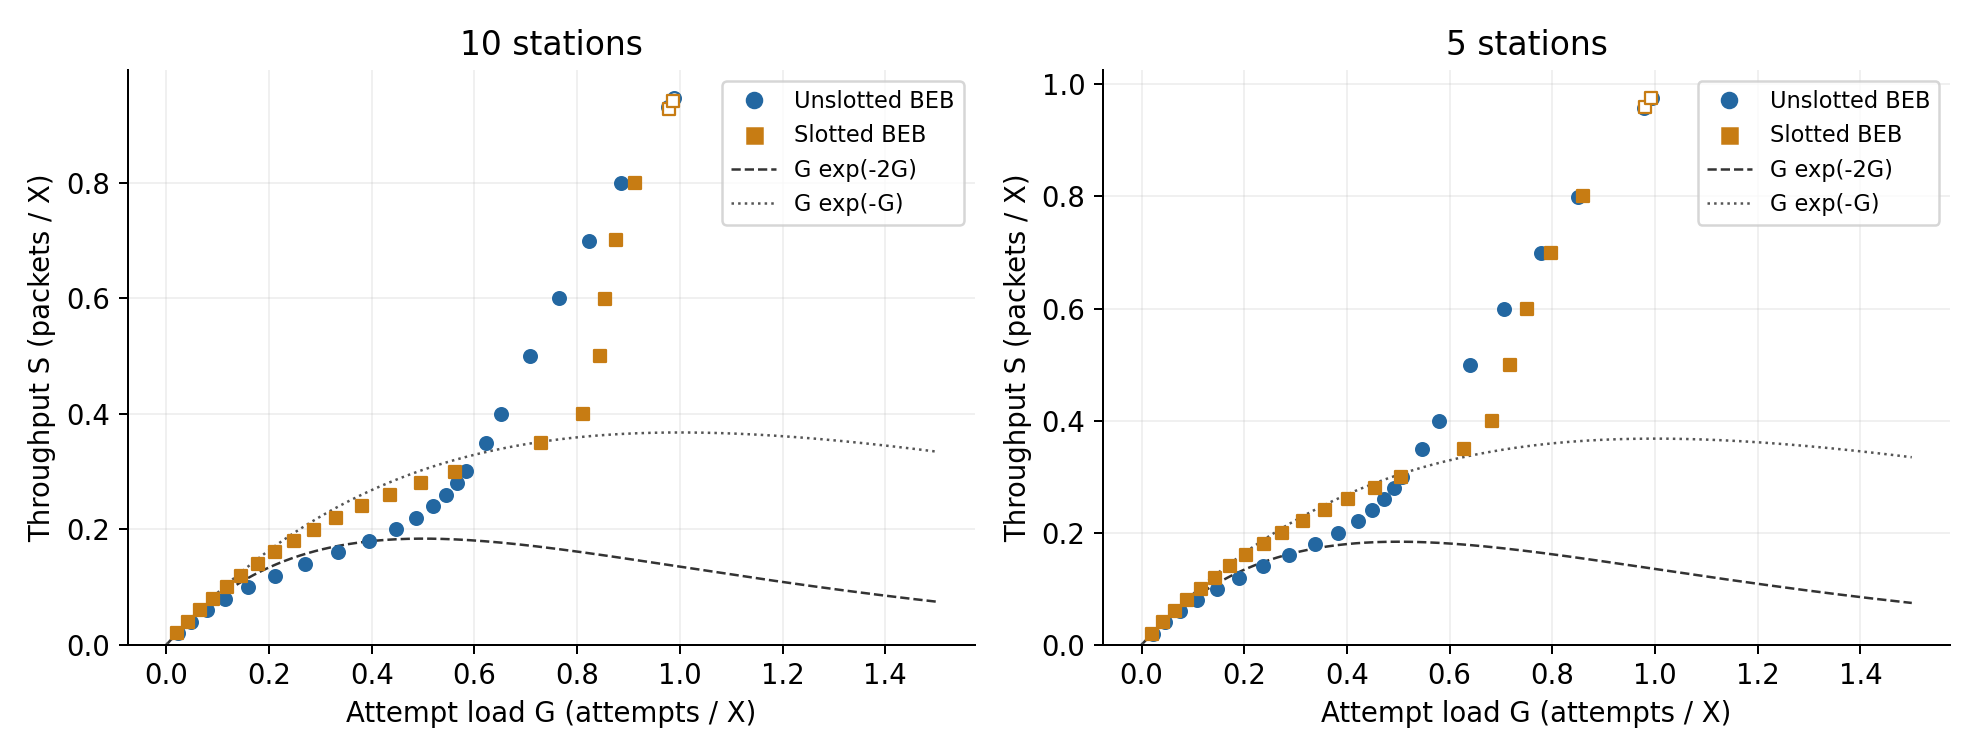 10 stations
Throughput S (packets / X)
0.8
0.6
0.4
0.2
0.0
0.0 0.2 0.4 0.6 0.8 1.0 1.2 1.4
Attempt load G (attempts / X)
Unslotted BEB
Slotted BEB
G exp(-2G)
G exp(-G)
5 stations
Throughput S (packets / X)
1.0
0.8
0.6
0.4
0.2
0.0
0.0 0.2 0.4 0.6 0.8 1.0 1.2 1.4
Attempt load G (attempts / X)
Unslotted BEB
Slotted BEB
G exp(-2G)
G exp(-G)